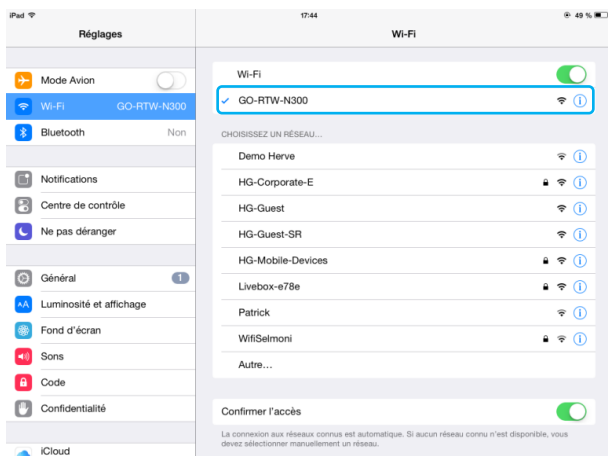 iPad 17:44 49 %
Réglages
Wi-Fi
Mode Avion
Wi-Fi GO-RTW-N300
Bluetooth Non
Notifications
Centre de contrôle
Ne pas déranger
Général 1
AA Luminosité et affichage
Fond d'écran
Sons
Code
Confidentialité
iCloud
Wi-Fi
GO-RTW-N300
CHOISISSEZ UN RÉSEAU...
Demo Herve
HG-Corporate-E
HG-Guest
HG-Guest-SR
HG-Mobile-Devices
Livebox-e78e
Patrick
WifiSelmoni
Autre...
Confirmer l'accès
La connexion aux réseaux connus est automatique. Si aucun réseau connu n'est disponible, vous
devez sélectionner manuellement un réseau.